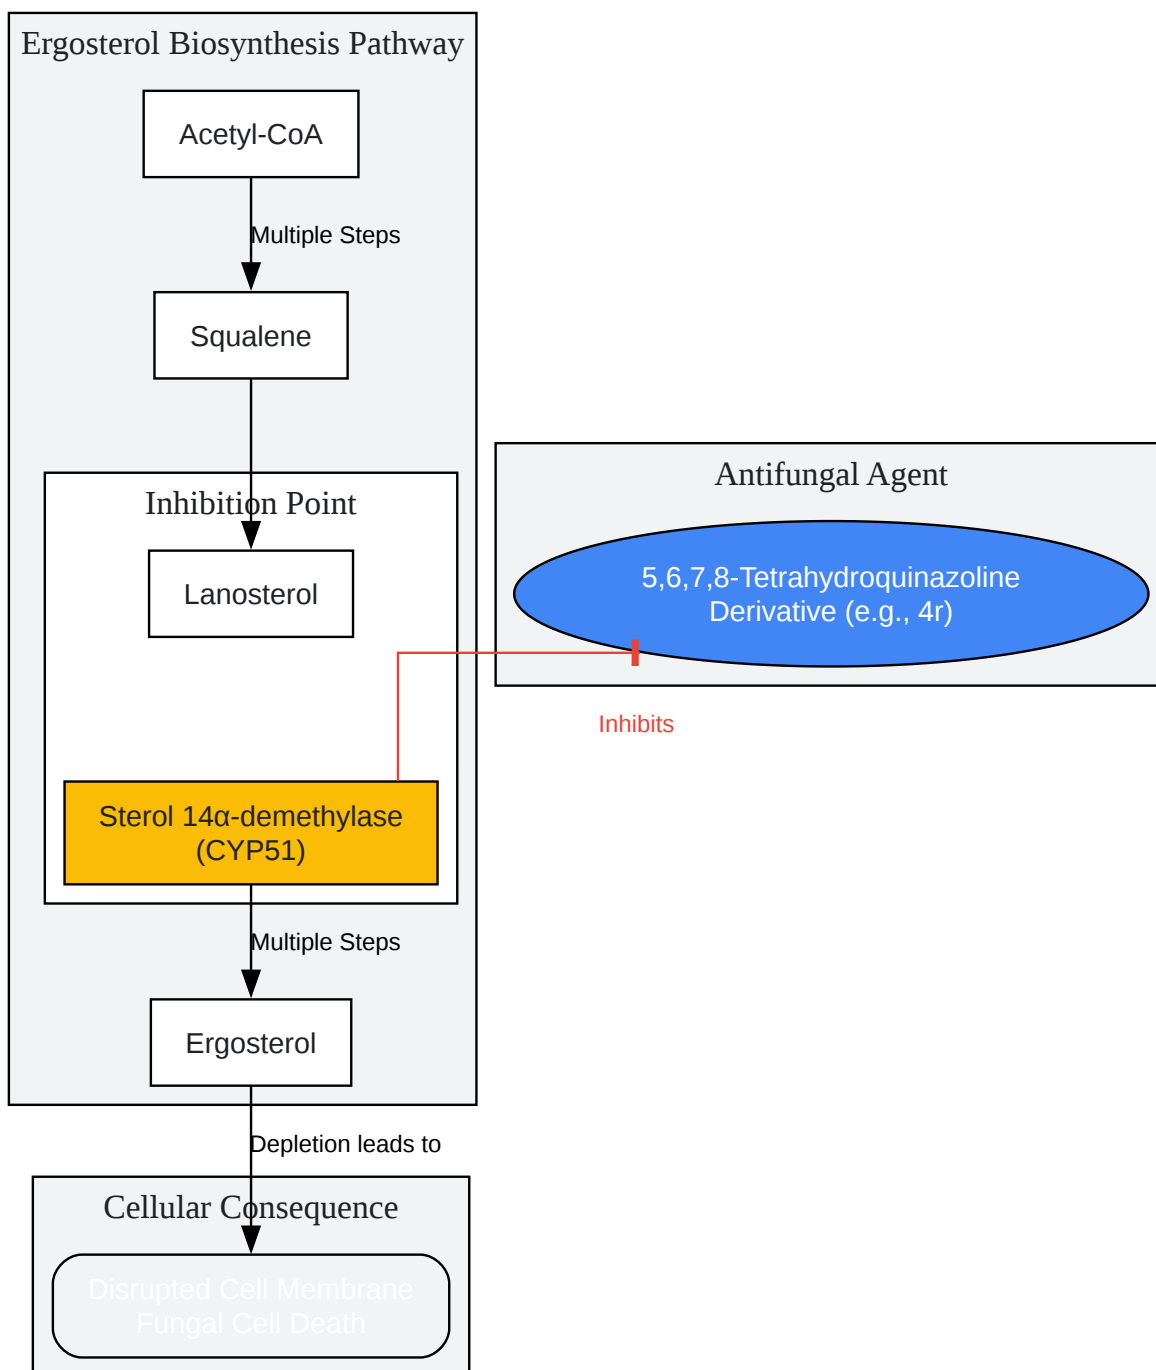 Ergosterol Biosynthesis Pathway
Acetyl-CoA
Multiple Steps
Squalene
Inhibition Point
Lanosterol
Antifungal Agent
5,6,7,8-Tetrahydroquinazoline
Derivative (e.g., 4r)
Inhibits
Sterol 14α-demethylase
(CYP51)
Multiple Steps
Ergosterol
Depletion leads to
Cellular Consequence
Disrupted Cell Membrane
Fungal Cell Death